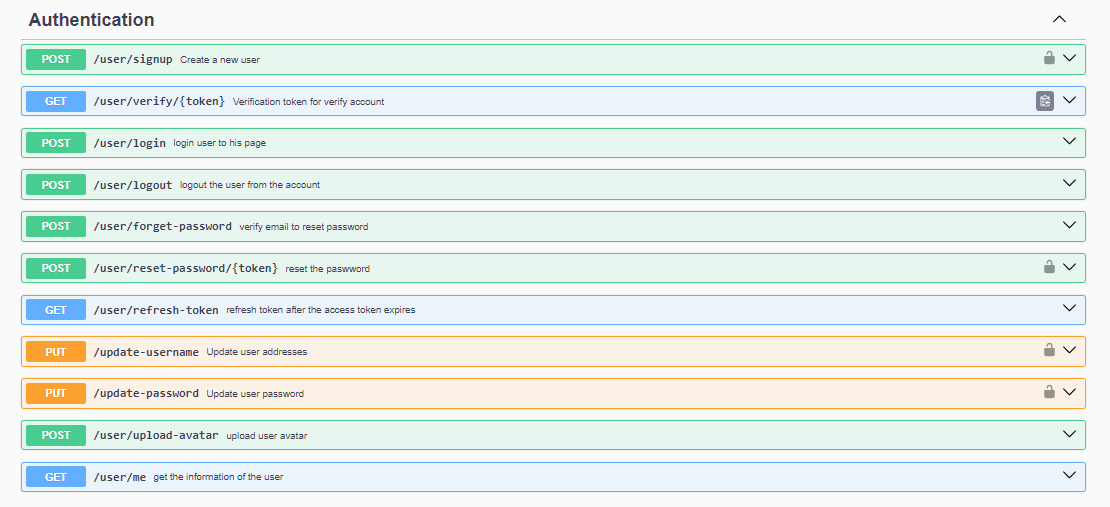 Authentication
POST /user/signup Create a new user
GET /user/verify/{token} Verification token for verify account
POST /user/login login user to his page
POST /user/logout logout the user from the account
POST /user/forget-password verify email to reset password
POST /user/reset-password/{token} reset the paswword
GET /user/refresh-token refresh token after the access token expires
PUT /update-username Update user addresses
PUT /update-password Update user password
POST /user/upload-avatar upload user avatar
GET /user/me get the information of the user